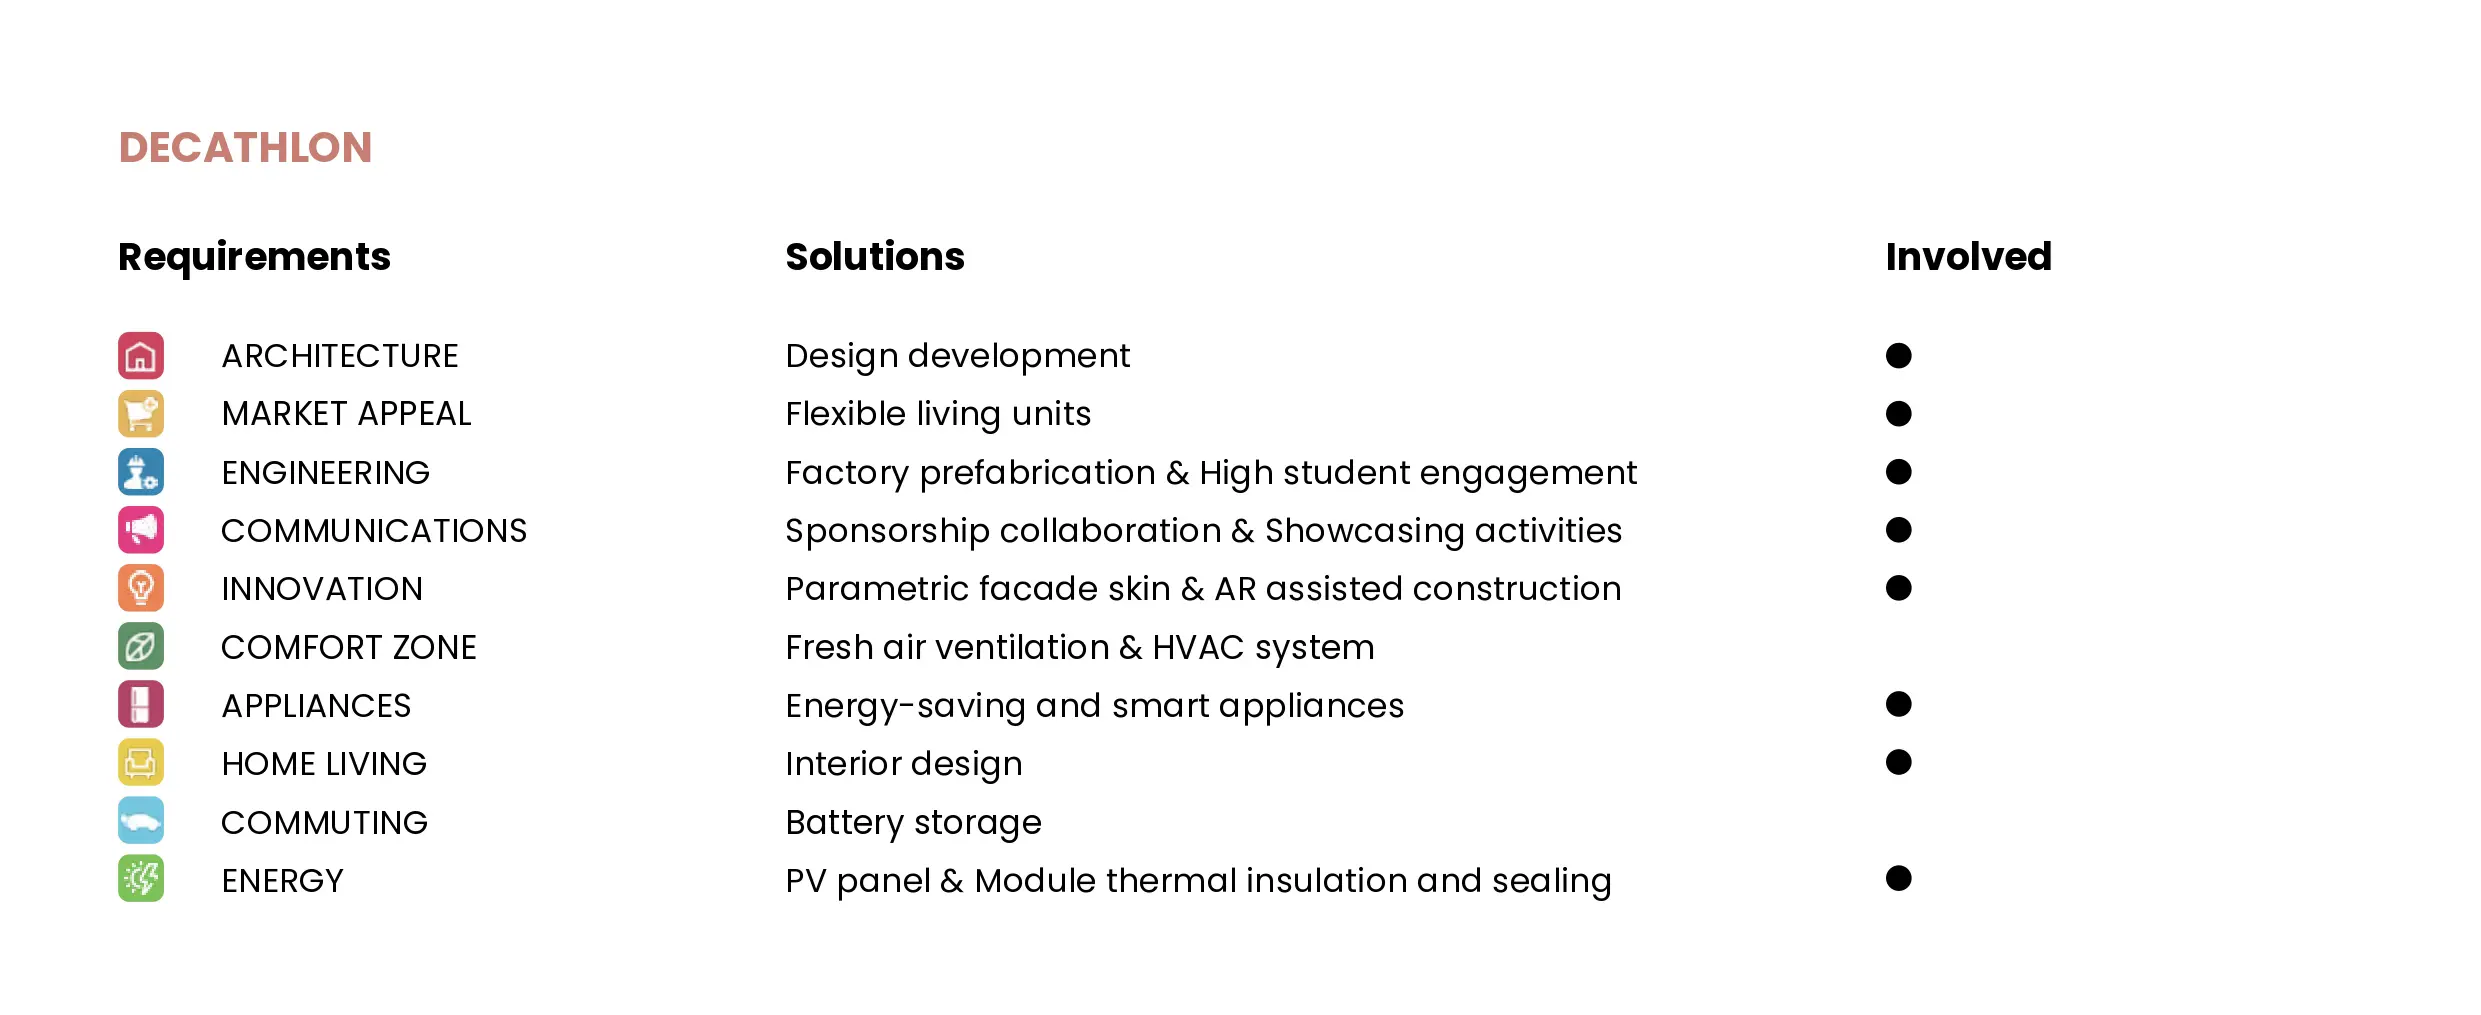 DECATHLON
Requirements Solutions Involved
ARCHITECTURE Design development ●
MARKET APPEAL Flexible living units ●
ENGINEERING Factory prefabrication & High student engagement ●
COMMUNICATIONS Sponsorship collaboration & Showcasing activities ●
INNOVATION Parametric facade skin & AR assisted construction ●
COMFORT ZONE Fresh air ventilation & HVAC system
APPLIANCES Energy-saving and smart appliances ●
HOME LIVING Interior design ●
COMMUTING Battery storage
ENERGY PV panel & Module thermal insulation and sealing ●